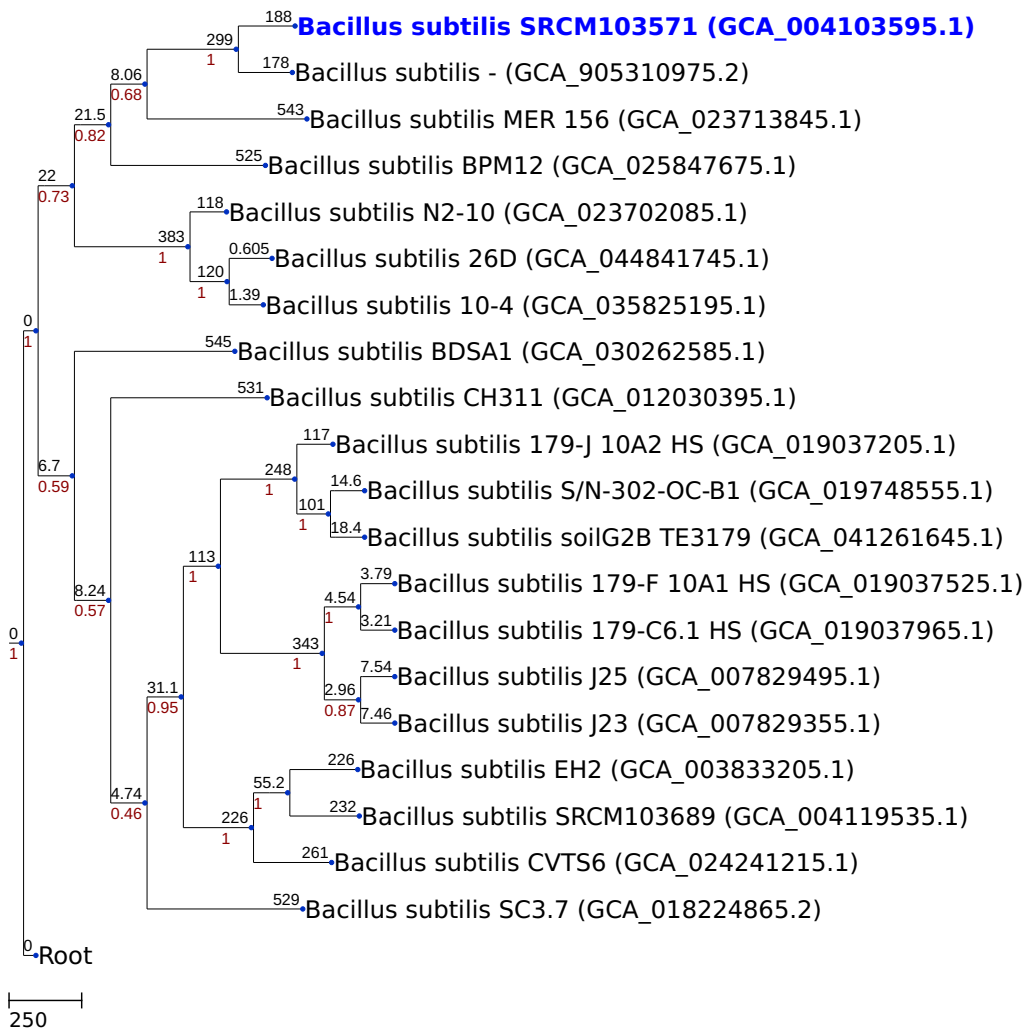 188
Bacillus subtilis SRCM103571 (GCA_004103595.1)
299
1
178
Bacillus subtilis - (GCA_905310975.2)
8.06
0.68
543
Bacillus subtilis MER 156 (GCA_023713845.1)
21.5
0.82
525
Bacillus subtilis BPM12 (GCA_025847675.1)
22
0.73
118
Bacillus subtilis N2-10 (GCA_023702085.1)
383
1
0.605
Bacillus subtilis 26D (GCA_044841745.1)
120
1
1.39
Bacillus subtilis 10-4 (GCA_035825195.1)
0
1
545
Bacillus subtilis BDSA1 (GCA_030262585.1)
531
Bacillus subtilis CH311 (GCA_012030395.1)
117
Bacillus subtilis 179-J 10A2 HS (GCA_019037205.1)
6.7
0.59
248
1
14.6
Bacillus subtilis S/N-302-OC-B1 (GCA_019748555.1)
101
1
18.4
Bacillus subtilis soilG2B TE3179 (GCA_041261645.1)
113
1
3.79
Bacillus subtilis 179-F 10A1 HS (GCA_019037525.1)
8.24
0.57
4.54
1
3.21
Bacillus subtilis 179-C6.1 HS (GCA_019037965.1)
0
1
343
1
7.54
Bacillus subtilis J25 (GCA_007829495.1)
31.1
0.95
2.96
0.87
7.46
Bacillus subtilis J23 (GCA_007829355.1)
226
Bacillus subtilis EH2 (GCA_003833205.1)
55.2
1
4.74
0.46
232
Bacillus subtilis SRCM103689 (GCA_004119535.1)
226
1
261
Bacillus subtilis CVTS6 (GCA_024241215.1)
529
Bacillus subtilis SC3.7 (GCA_018224865.2)
0
Root
250